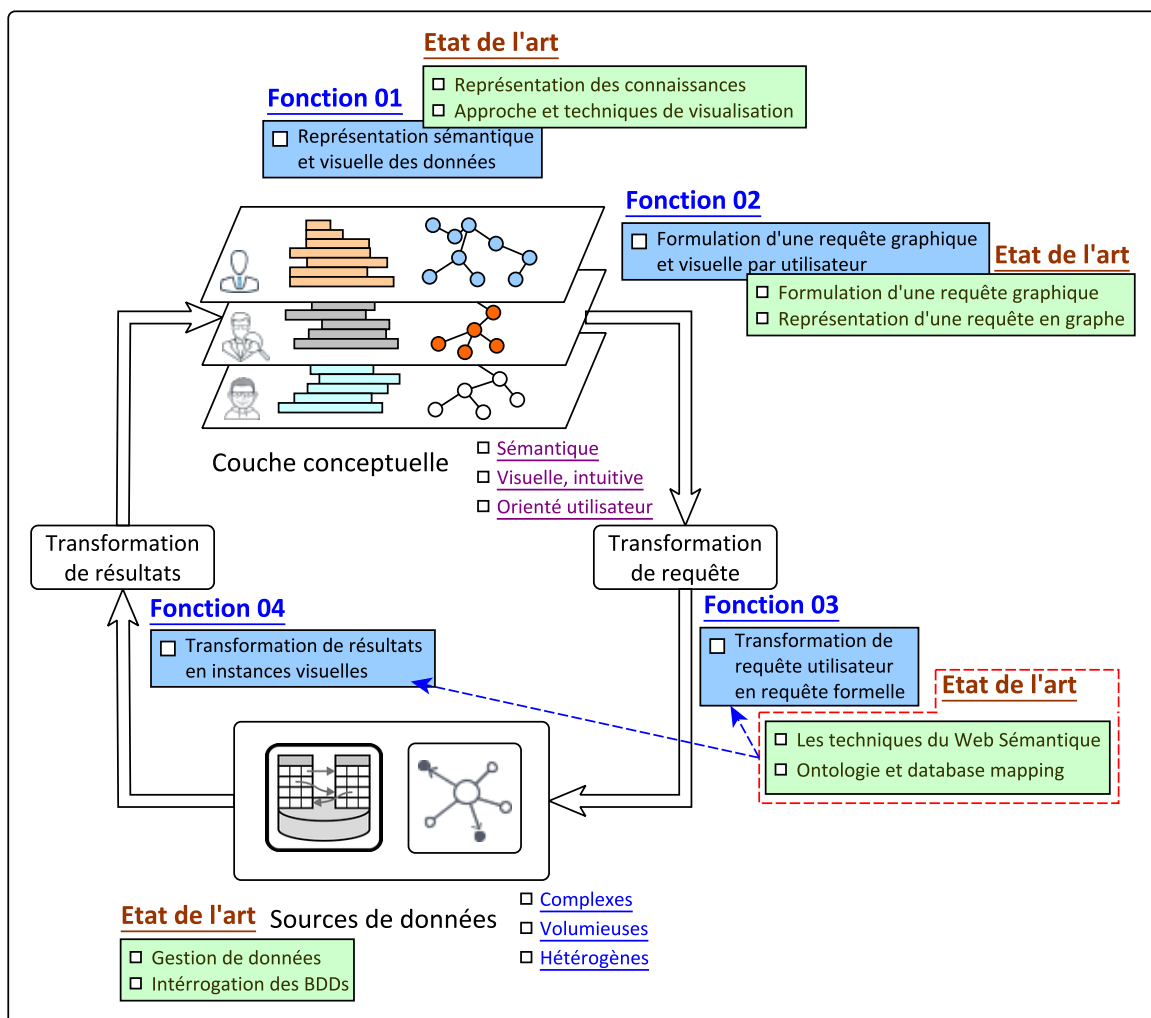 Etat de l'art
Représentation des connaissances
Approche et techniques de visualisation
Fonction 01
Représentation sémantique
et visuelle des données
Fonction 02
Formulation d'une requête graphique
et visuelle par utilisateur
Etat de l'art
Formulation d'une requête graphique
Représentation d'une requête en graphe
Couche conceptuelle
Sémantique
Visuelle, intuitive
Orienté utilisateur
Transformation
de résultats
Transformation
de requête
Fonction 04
Transformation de résultats
en instances visuelles
Fonction 03
Transformation de
requête utilisateur
en requête formelle
Etat de l'art
Les techniques du Web Sémantique
Ontologie et database mapping
Sources de données
Complexes
Volumieuses
Hétérogènes
Etat de l'art
Gestion de données
Intérrogation des BDDs